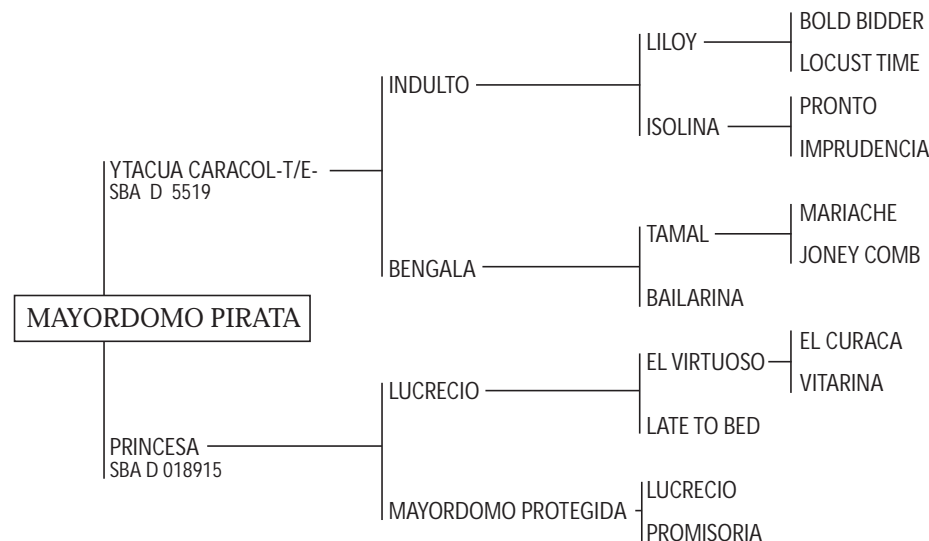 BOLD BIDDER
LILOY
LOCUST TIME
INDULTO
PRONTO
ISOLINA
IMPRUDENCIA
YTACUA CARACOL-T/E-
SBA D 5519
MARIACHE
TAMAL
JONEY COMB
BENGALA
BAILARINA
MAYORDOMO PIRATA
EL CURACA
EL VIRTUOSO
VITARINA
LUCRECIO
LATE TO BED
PRINCESA
SBA D 018915
LUCRECIO
MAYORDOMO PROTEGIDA
PROMISORIA